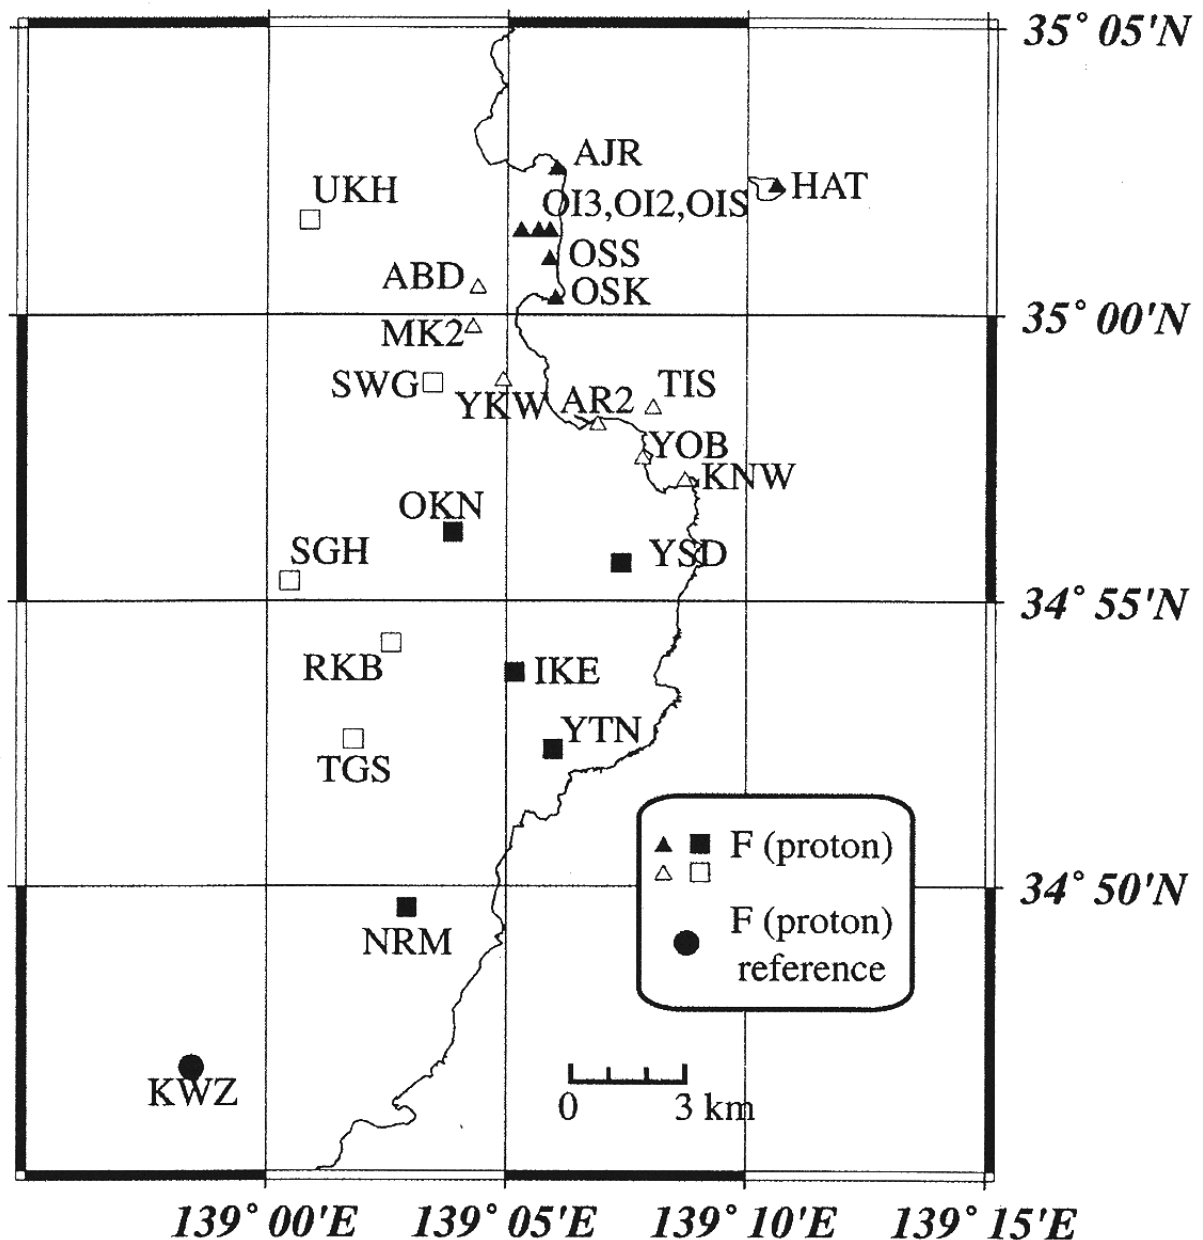 35° 05'N
AJR
UKH
HAT
OI3,OI2,OIS
OSS
ABD
OSK
35° 00'N
MK2
SWG
TIS
YKW
AR2
YOB
KNW
OKN
SGH
YSD
34° 55'N
RKB
IKE
YTN
TGS
F (proton)
34° 50'N
NRM
F (proton)
reference
KWZ
0
3 km
139° 00'E
139° 05'E
139° 10'E
139° 15'E